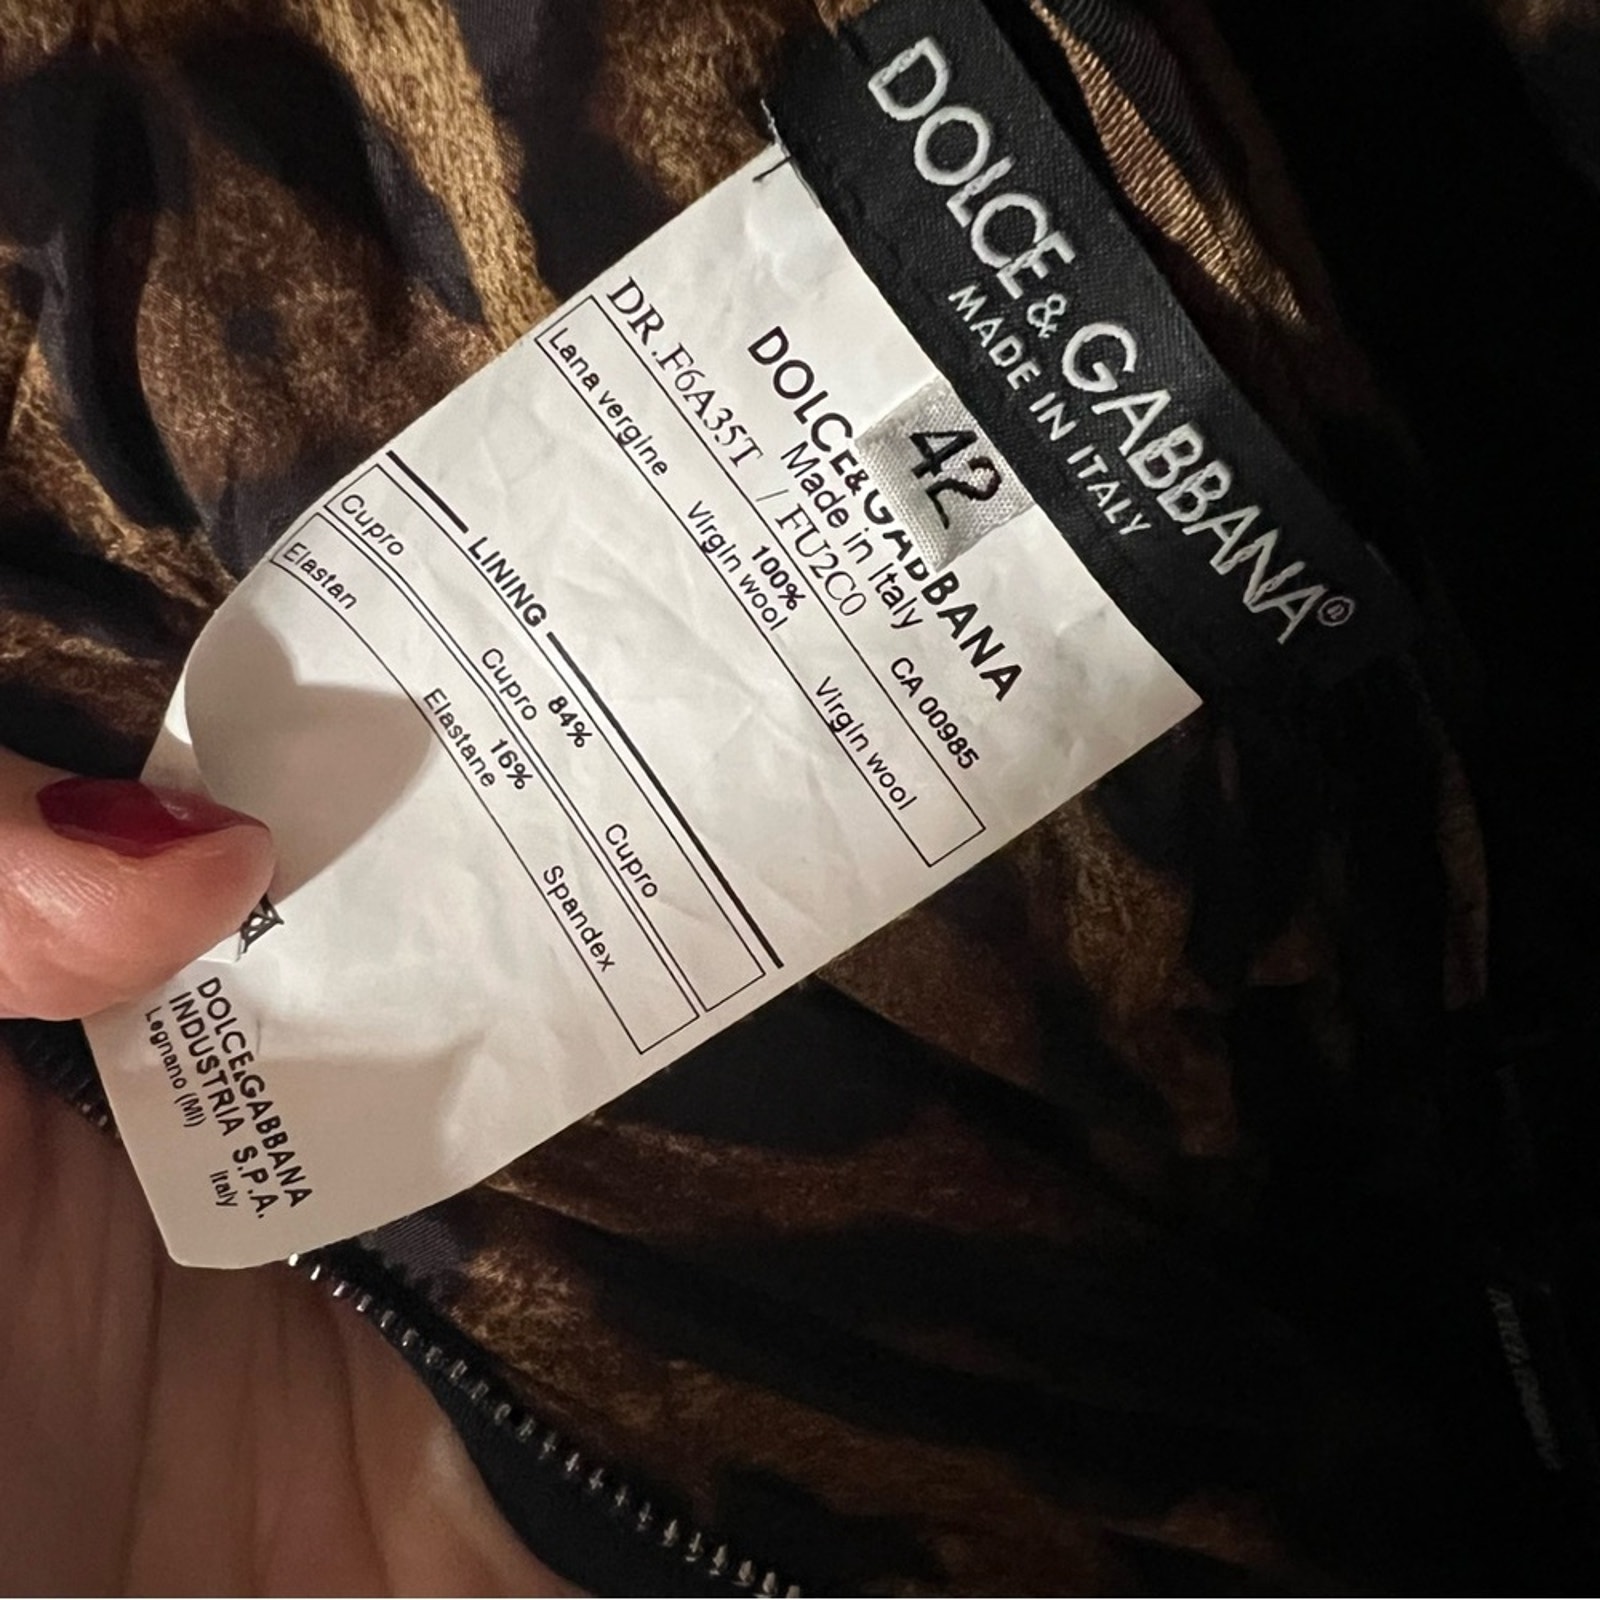 DOLCE & GABBANA®
MADE IN ITALY
42
DOLCE & GABBANA
Made in Italy
CA 00985
DR.F6A35T / FU2C0
100%
Lana vergine Virgin wool Virgin wool
LINING
84%
Cupro Cupro Cupro
16%
Elastan Elastane Spandex
DOLCE&GABBANA
INDUSTRIA S.P.A.
Legnano (MI) Italy